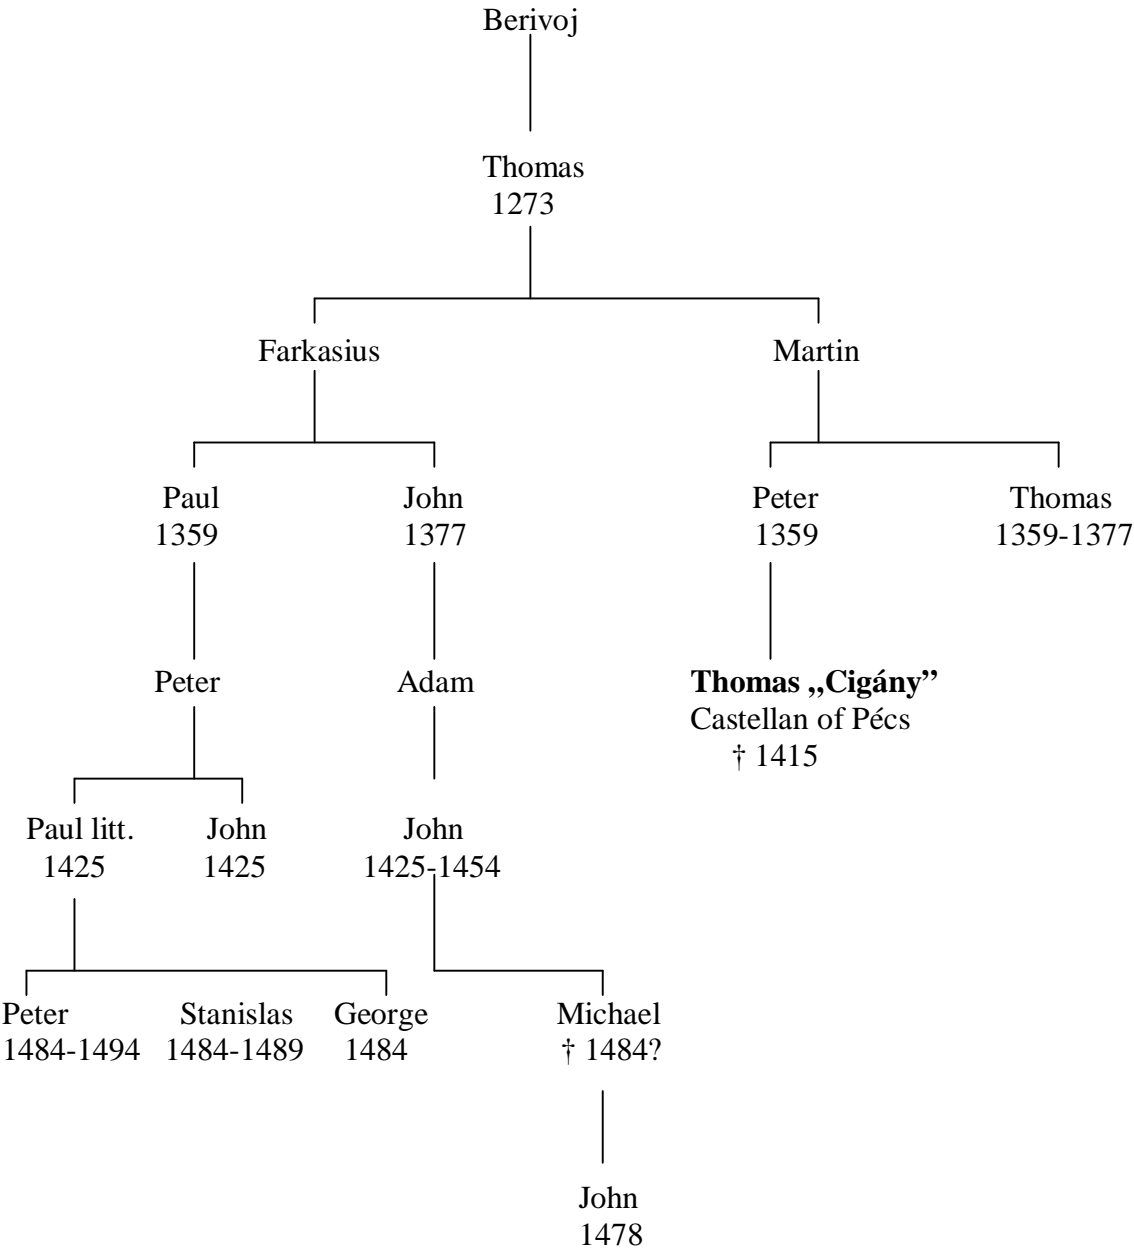 Berivoj
Thomas
1273
Farkasius Martin
Paul John Peter Thomas
1359 1377 1359 1359-1377
Peter Adam Thomas „Cigány”
Castellan of Pécs
† 1415
Paul litt. John John
1425 1425 1425-1454
Peter Stanislas George Michael
1484-1494 1484-1489 1484 † 1484?
John
1478